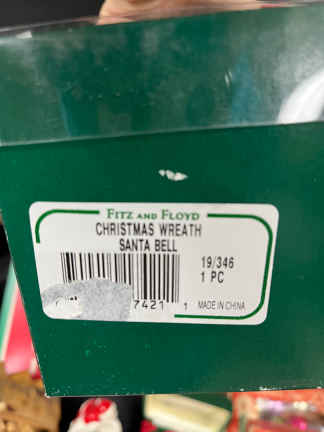 FITZ AND FLOYD
CHRISTMAS WREATH
SANTA BELL
19/346
1 PC
7421 1
MADE IN CHINA